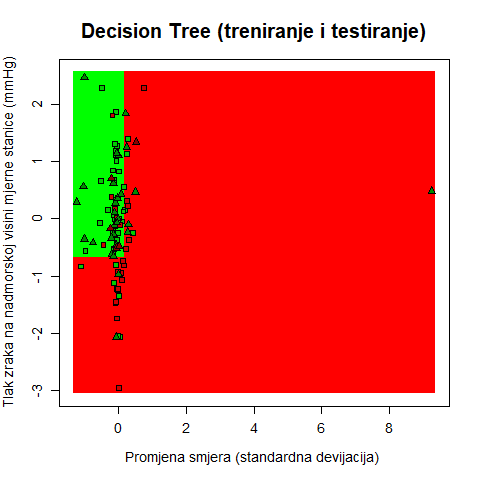 Decision Tree (treniranje i testiranje)
Tlak zraka na nadmorskoj visini mjerne stanice (mmHg)
2
1
0
-1
-2
-3
0 2 4 6 8
Promjena smjera (standardna devijacija)